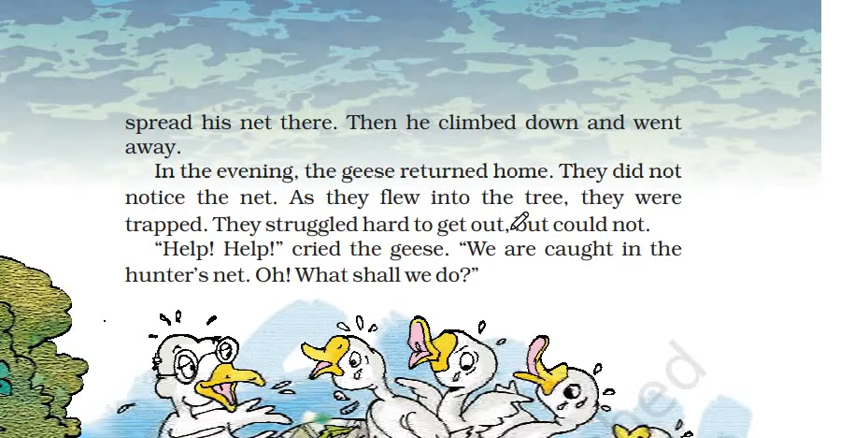 spread his net there. Then he climbed down and went
away.
In the evening, the geese returned home. They did not
notice the net. As they flew into the tree, they were
trapped. They struggled hard to get out, but could not.
“Help! Help!” cried the geese. “We are caught in the
hunter’s net. Oh! What shall we do?”